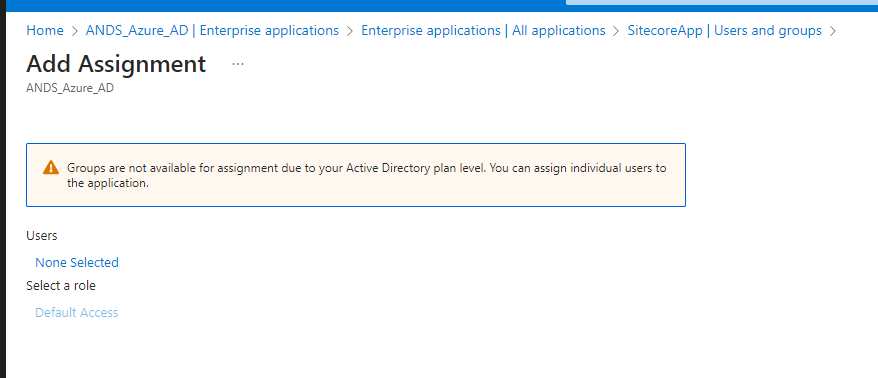 Home > ANDS_Azure_AD | Enterprise applications > Enterprise applications | All applications > SitecoreApp | Users and groups >
Add Assignment ...
ANDS_Azure_AD
Groups are not available for assignment due to your Active Directory plan level. You can assign individual users to
the application.
Users
None Selected
Select a role
Default Access